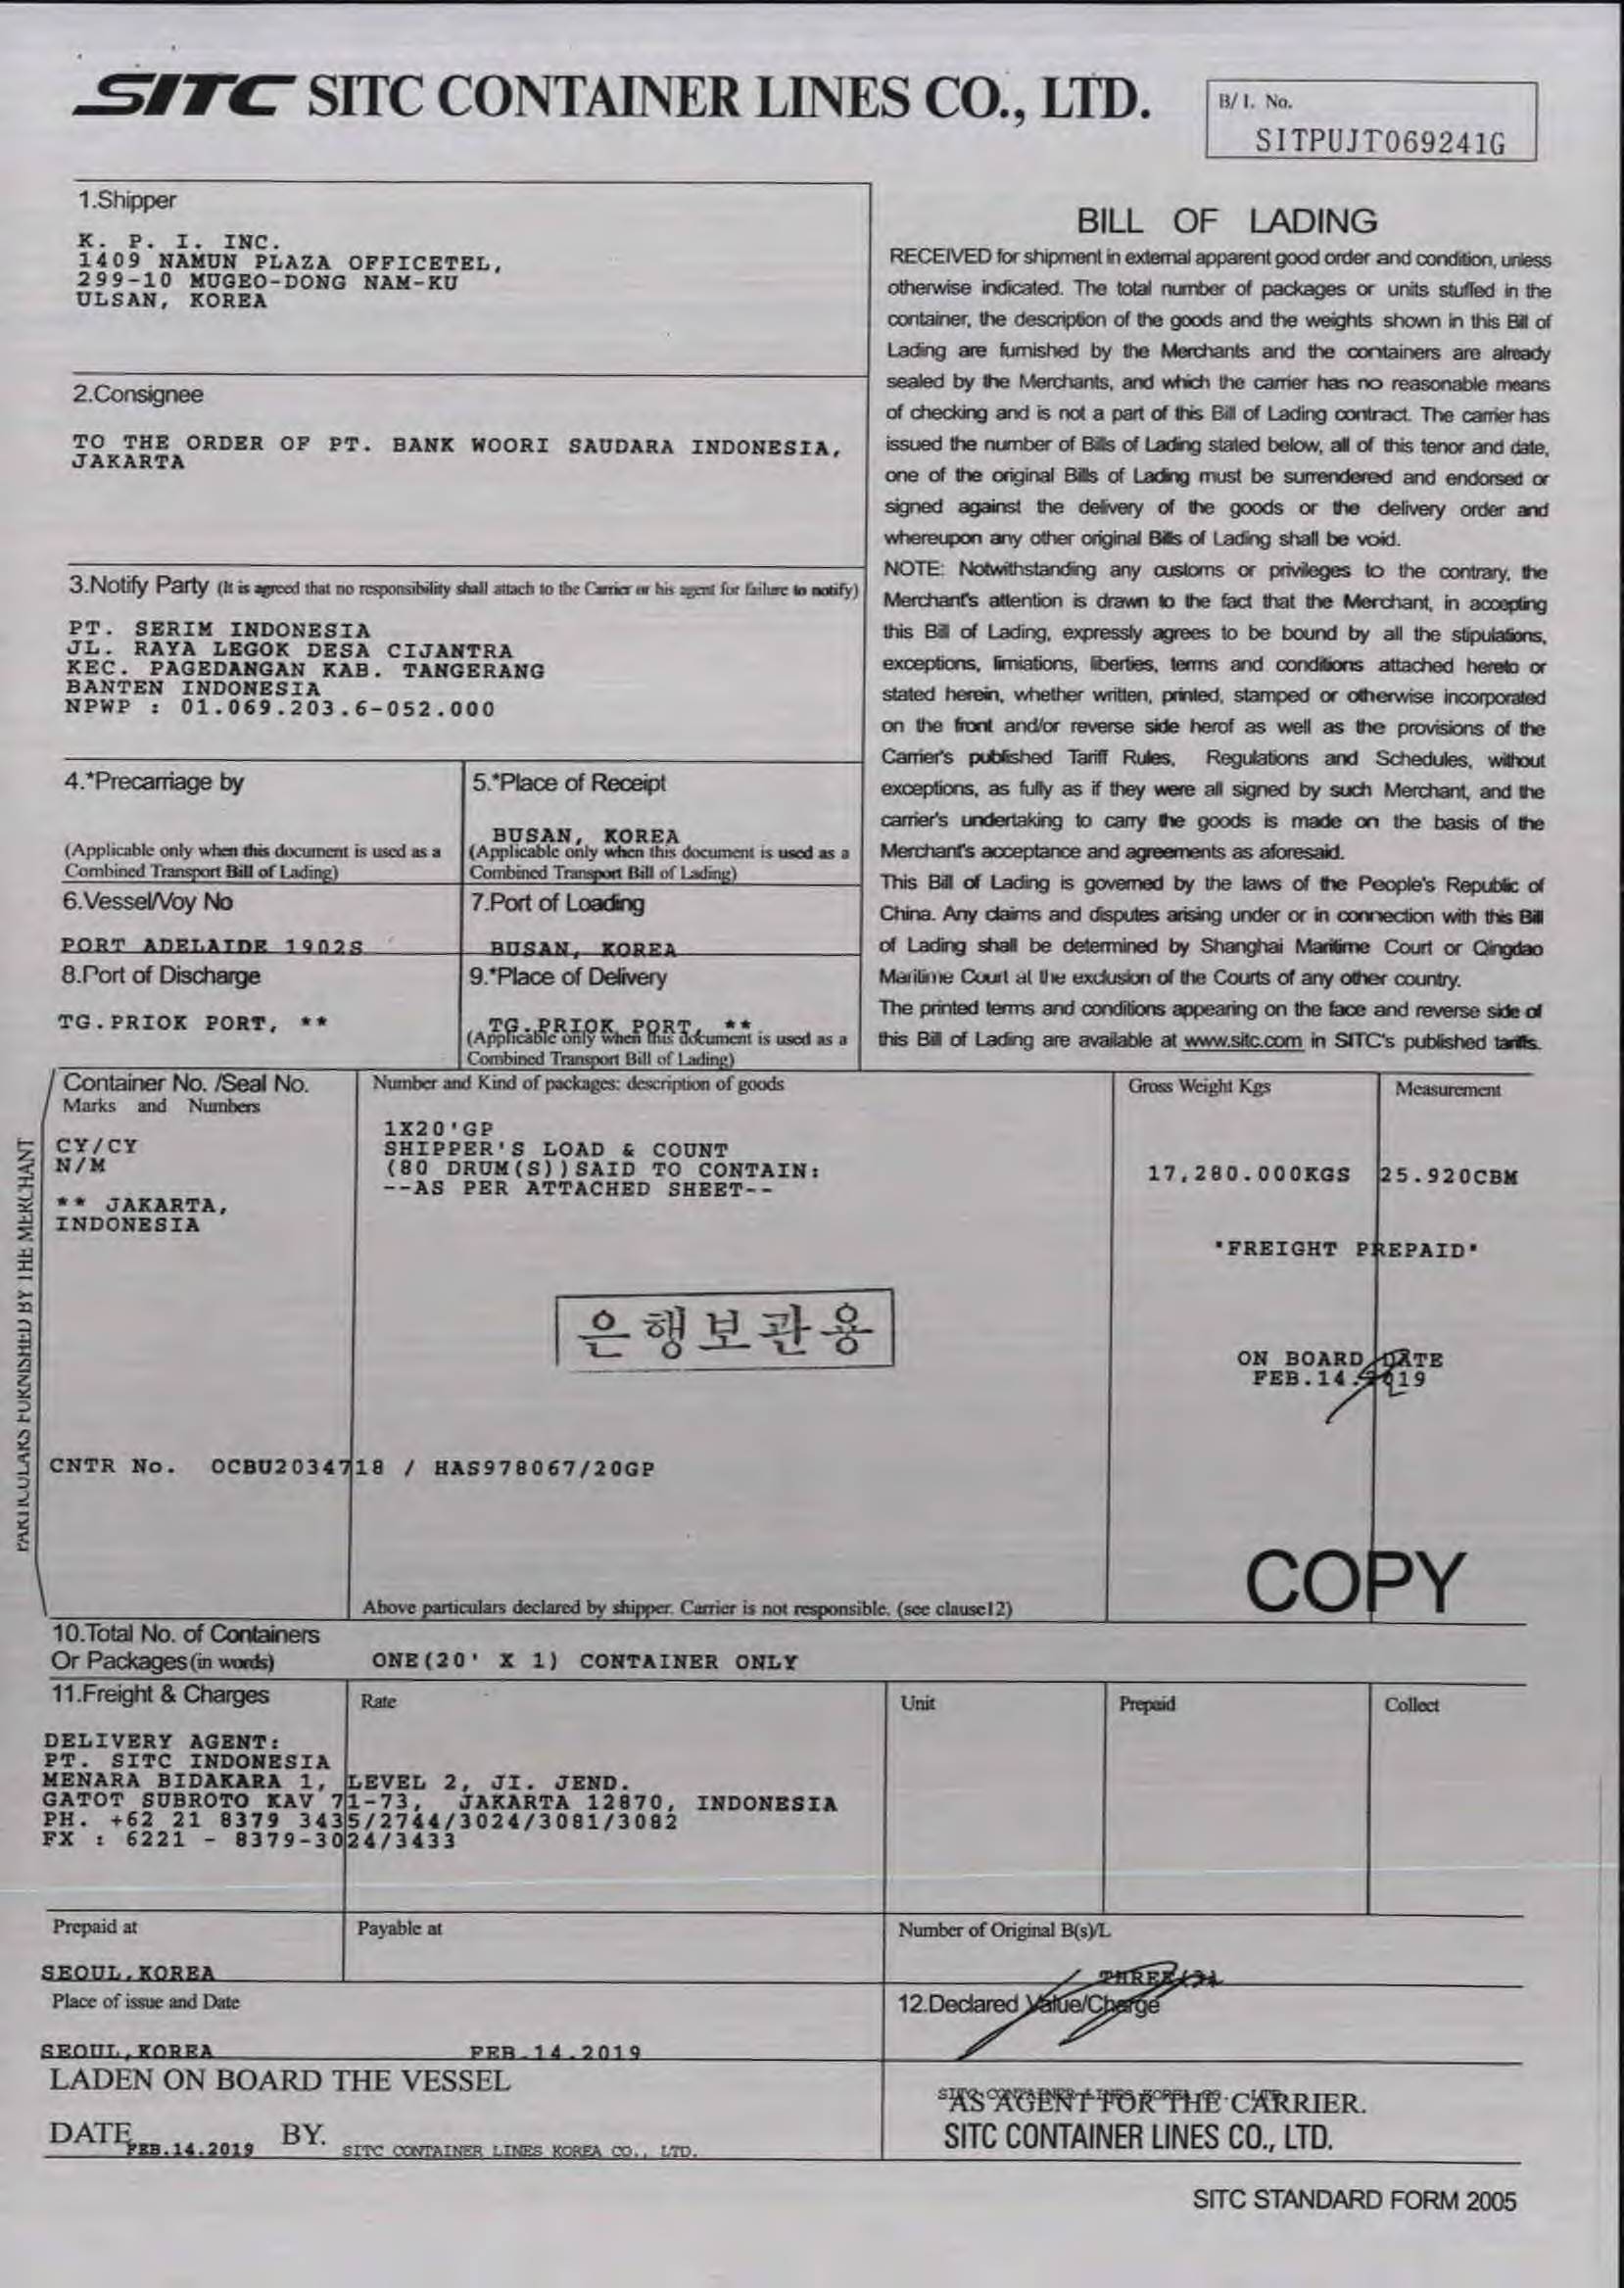 SITC SITC CONTAINER LINES CO., LTD.
B/L No.
SITPUJT069241G
1.Shipper
K. P. I. INC.
1409 NAMUN PLAZA OFFICETEL,
299-10 MUGEO-DONG NAM-KU
ULSAN, KOREA
2.Consignee
TO THE ORDER OF PT. BANK WOORI SAUDARA INDONESIA,
JAKARTA
3.Notify Party (It is agreed that no responsibility shall attach to the Carrier or his agent for failure to notify)
PT. SERIM INDONESIA
JL. RAYA LEGOK DESA CIJANTRA
KEC. PAGEDANGAN KAB. TANGERANG
BANTEN INDONESIA
NPWP : 01.069.203.6-052.000
4.*Precarriage by
(Applicable only when this document is used as a
Combined Transport Bill of Lading)
5.*Place of Receipt
BUSAN, KOREA
(Applicable only when this document is used as a
Combined Transport Bill of Lading)
6.Vessel/Voy No
PORT ADELAIDE 1902S
7.Port of Loading
BUSAN, KOREA
8.Port of Discharge
TG.PRIOK PORT, **
9.*Place of Delivery
TG.PRIOK PORT, **
(Applicable only when this document is used as a
Combined Transport Bill of Lading)
BILL OF LADING
RECEIVED for shipment in external apparent good order and condition, unless
otherwise indicated. The total number of packages or units stuffed in the
container, the description of the goods and the weights shown in this Bill of
Lading are furnished by the Merchants and the containers are already
sealed by the Merchants, and which the carrier has no reasonable means
of checking and is not a part of this Bill of Lading contract. The carrier has
issued the number of Bills of Lading stated below, all of this tenor and date,
one of the original Bills of Lading must be surrendered and endorsed or
signed against the delivery of the goods or the delivery order and
whereupon any other original Bills of Lading shall be void.
NOTE: Notwithstanding any customs or privileges to the contrary, the
Merchant's attention is drawn to the fact that the Merchant, in accepting
this Bill of Lading, expressly agrees to be bound by all the stipulations,
exceptions, limiations, liberties, terms and conditions attached hereto or
stated herein, whether written, printed, stamped or otherwise incorporated
on the front and/or reverse side herof as well as the provisions of the
Carrier's published Tariff Rules, Regulations and Schedules, without
exceptions, as fully as if they were all signed by such Merchant, and the
carrier's undertaking to carry the goods is made on the basis of the
Merchant's acceptance and agreements as aforesaid.
This Bill of Lading is governed by the laws of the People's Republic of
China. Any claims and disputes arising under or in connection with this Bill
of Lading shall be determined by Shanghai Maritime Court or Qingdao
Maritime Court at the exclusion of the Courts of any other country.
The printed terms and conditions appearing on the face and reverse side of
this Bill of Lading are available at www.sitc.com in SITC's published tariffs.
PARTICULARS FURNISHED BY THE MERCHANT
Container No. /Seal No.
Marks and Numbers
Number and Kind of packages: description of goods
Gross Weight Kgs
Measurement
CY/CY
N/M
** JAKARTA,
INDONESIA
1X20'GP
SHIPPER'S LOAD & COUNT
(80 DRUM(S))SAID TO CONTAIN:
--AS PER ATTACHED SHEET--
17,280.000KGS
25.920CBM
"FREIGHT PREPAID"
은행보관용
ON BOARD DATE
FEB.14.2019
CNTR No. OCBU2034718 / HAS978067/20GP
COPY
Above particulars declared by shipper. Carrier is not responsible. (see clause12)
10.Total No. of Containers
Or Packages(in words)
ONE(20' X 1) CONTAINER ONLY
11.Freight & Charges
Rate
Unit
Prepaid
Collect
DELIVERY AGENT:
PT. SITC INDONESIA
MENARA BIDAKARA 1, LEVEL 2, JI. JEND.
GATOT SUBROTO KAV 71-73, JAKARTA 12870, INDONESIA
PH. +62 21 8379 3435/2744/3024/3081/3082
FX : 6221 - 8379-3024/3433
Prepaid at
SEOUL,KOREA
Payable at
Number of Original B(s)/L
THREE(3)
Place of issue and Date
SEOUL,KOREA FEB.14.2019
12.Declared Value/Charge
LADEN ON BOARD THE VESSEL
DATE FEB.14.2019 BY. SITC CONTAINER LINES KOREA CO., LTD.
SITC CONTAINER LINES KOREA CO., LTD.
AS AGENT FOR THE CARRIER.
SITC CONTAINER LINES CO., LTD.
SITC STANDARD FORM 2005